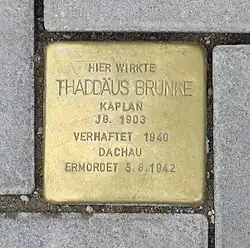 HIER WIRKTE
THADDÄUS BRUNKE
KAPLAN
JG. 1903
VERHAFTET 1940
DACHAU
ERMORDET 5.8.1942